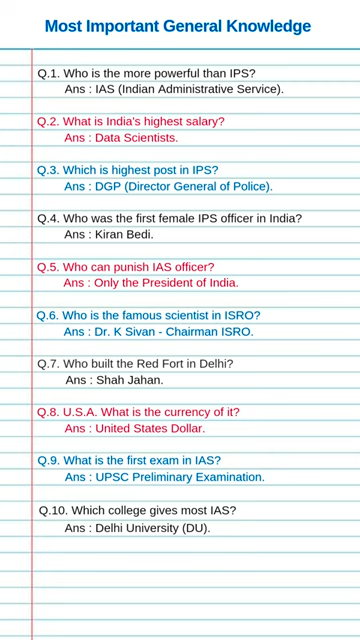 Most Important General Knowledge
Q.1. Who is the more powerful than IPS?
Ans : IAS (Indian Administrative Service).
Q.2. What is India's highest salary?
Ans : Data Scientists.
Q.3. Which is highest post in IPS?
Ans : DGP (Director General of Police).
Q.4. Who was the first female IPS officer in India?
Ans : Kiran Bedi.
Q.5. Who can punish IAS officer?
Ans : Only the President of India.
Q.6. Who is the famous scientist in ISRO?
Ans : Dr. K Sivan - Chairman ISRO.
Q.7. Who built the Red Fort in Delhi?
Ans : Shah Jahan.
Q.8. U.S.A. What is the currency of it?
Ans : United States Dollar.
Q.9. What is the first exam in IAS?
Ans : UPSC Preliminary Examination.
Q.10. Which college gives most IAS?
Ans : Delhi University (DU).